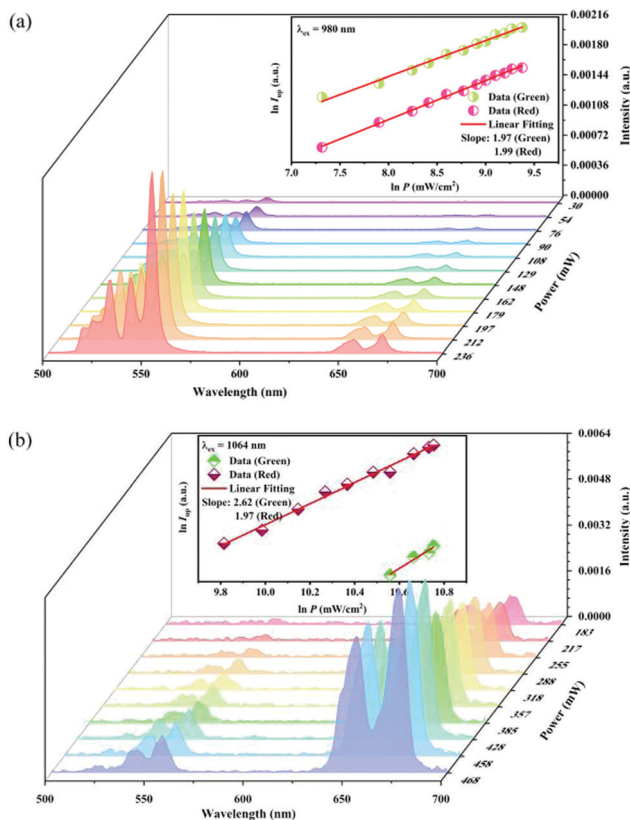 (a)
λex = 980 nm
ln Iup (a.u.)
Data (Green)
Data (Red)
Linear Fitting
Slope: 1.97 (Green)
1.99 (Red)
7.0 7.5 8.0 8.5 9.0 9.5
ln P (mW/cm²)
0.00216
0.00180
0.00144
0.00108
0.00072
0.00036
0.00000
Intensity (a.u.)
30
54
76
90
108
129
148
162
179
197
212
236
Power (mW)
500 550 600 650 700
Wavelength (nm)
(b)
λex = 1064 nm
ln Iup (a.u.)
Data (Green)
Data (Red)
Linear Fitting
Slope: 2.62 (Green)
1.97 (Red)
9.8 10.0 10.2 10.4 10.6 10.8
ln P (mW/cm²)
0.0064
0.0048
0.0032
0.0016
0.0000
Intensity (a.u.)
183
217
255
288
318
357
385
428
458
468
Power (mW)
500 550 600 650 700
Wavelength (nm)